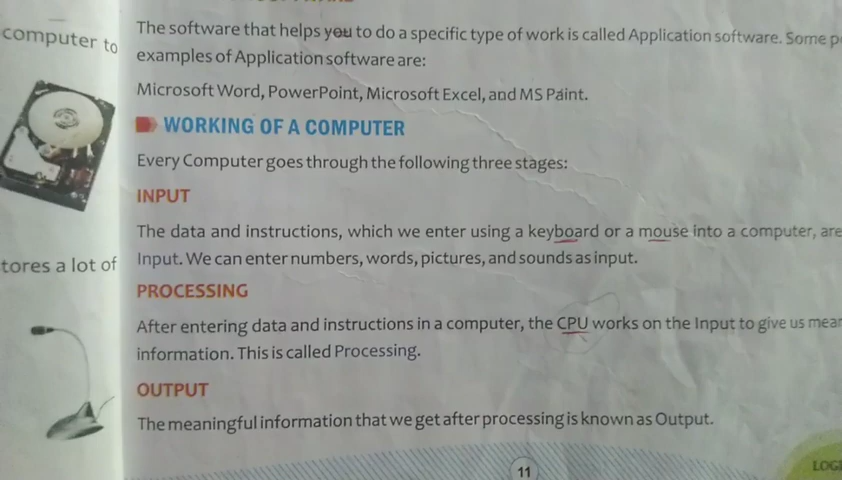 computer to
tores a lot of
The software that helps you to do a specific type of work is called Application software. Some
examples of Application software are:
Microsoft Word, PowerPoint, Microsoft Excel, and MS Paint.
WORKING OF A COMPUTER
Every Computer goes through the following three stages:
INPUT
The data and instructions, which we enter using a keyboard or a mouse into a computer, are
Input. We can enter numbers, words, pictures, and sounds as input.
PROCESSING
After entering data and instructions in a computer, the CPU works on the Input to give us mear
information. This is called Processing.
OUTPUT
The meaningful information that we get after processing is known as Output.
11